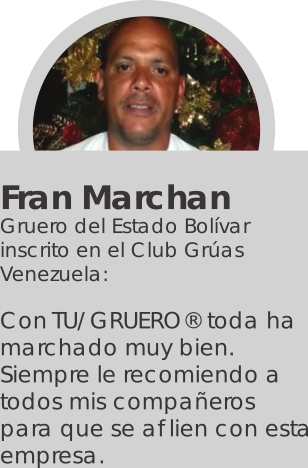 Fran Marchan
Gruero del Estado Bolívar
inscrito en el Club Grúas
Venezuela:
Con TU/GRUERO® toda ha
marchado muy bien.
Siempre le recomiendo a
todos mis compañeros
para que se aflien con esta
empresa.